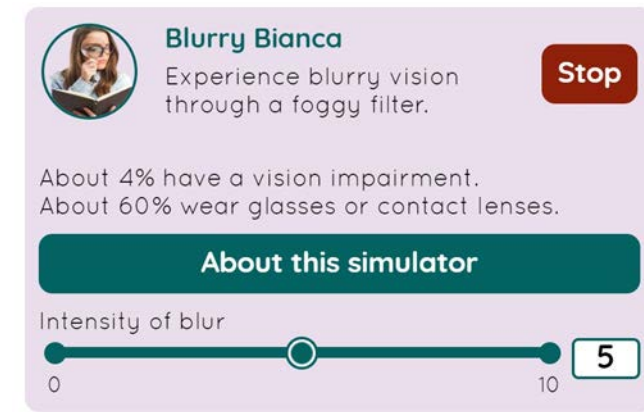 Blurry Bianca
Experience blurry vision
through a foggy filter.
Stop
About 4% have a vision impairment.
About 60% wear glasses or contact lenses.
About this simulator
Intensity of blur
5
0
10